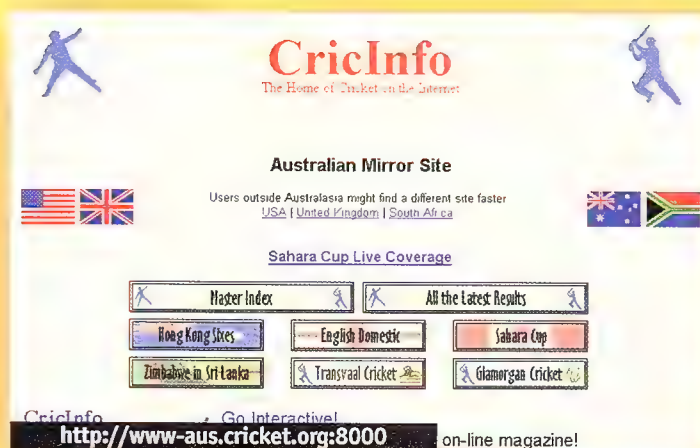 CricInfo
The Home of Cricket on the Internet
Australian Mirror Site
Users outside Australasia might find a different site faster
USA | United Kingdom | South Africa
Sahara Cup Live Coverage
Master Index All the Latest Results
Hong Kong Sixes English Domestic Sahara Cup
Zimbabwe in Sri Lanka Transvaal Cricket Glamorgan Cricket
CricInfo Go Interactive!
http://www-aus.cricket.org:8000 on-line magazine!